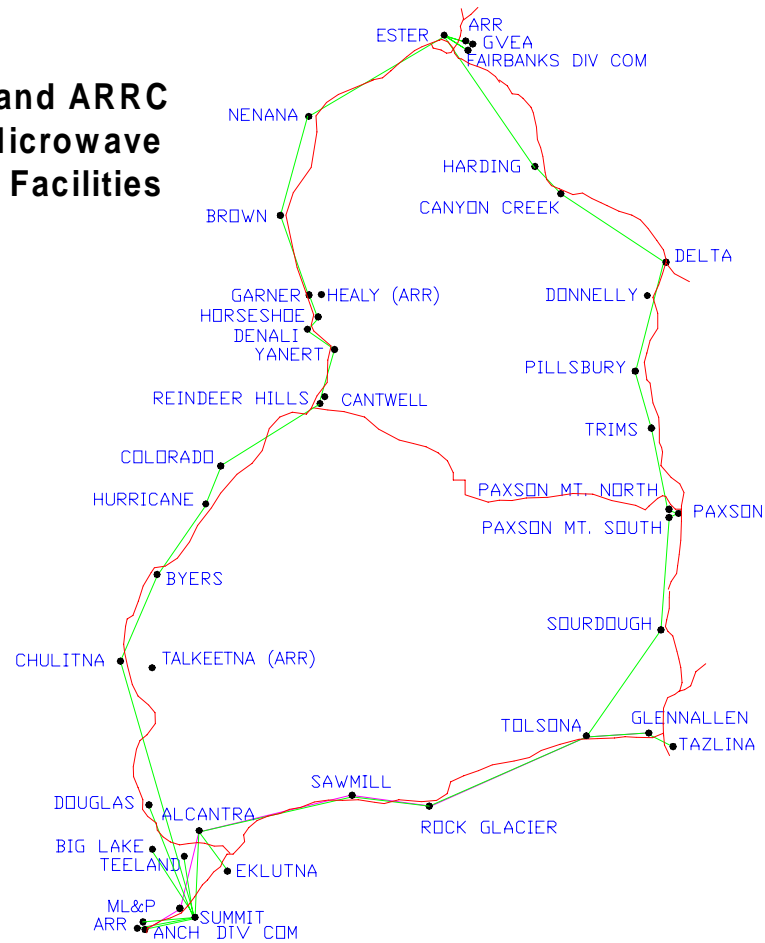 and ARRC
Microwave
Facilities
ARR
ESTER
GVEA
FAIRBANKS DIV COM
NENANA
HARDING
CANYON CREEK
BROWN
DELTA
GARNER
HEALY (ARR)
DONNELLY
HORSESHOE
DENALI
YANERT
PILLSBURY
REINDEER HILLS
CANTWELL
TRIMS
COLORADO
PAXSON MT. NORTH
HURRICANE
PAXSON
PAXSON MT. SOUTH
BYERS
SOURDOUGH
CHULITNA
TALKEETNA (ARR)
GLENNALLEN
TOLSONA
TAZLINA
SAWMILL
DOUGLAS
ALCANTRA
ROCK GLACIER
BIG LAKE
TEELAND
EKLUTNA
ML&P
SUMMIT
ARR
ANCH DIV COM